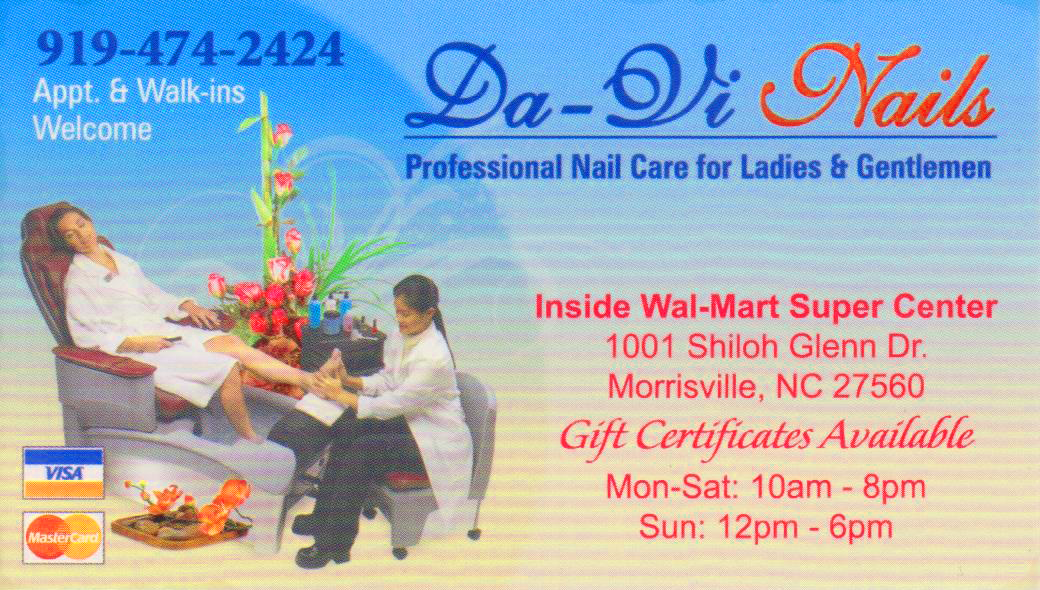 919-474-2424
Appt. & Walk-ins
Welcome
Da-Vi Nails
Professional Nail Care for Ladies & Gentlemen
Inside Wal-Mart Super Center
1001 Shiloh Glenn Dr.
Morrisville, NC 27560
Gift Certificates Available
Mon-Sat: 10am - 8pm
Sun: 12pm - 6pm
VISA
MasterCard